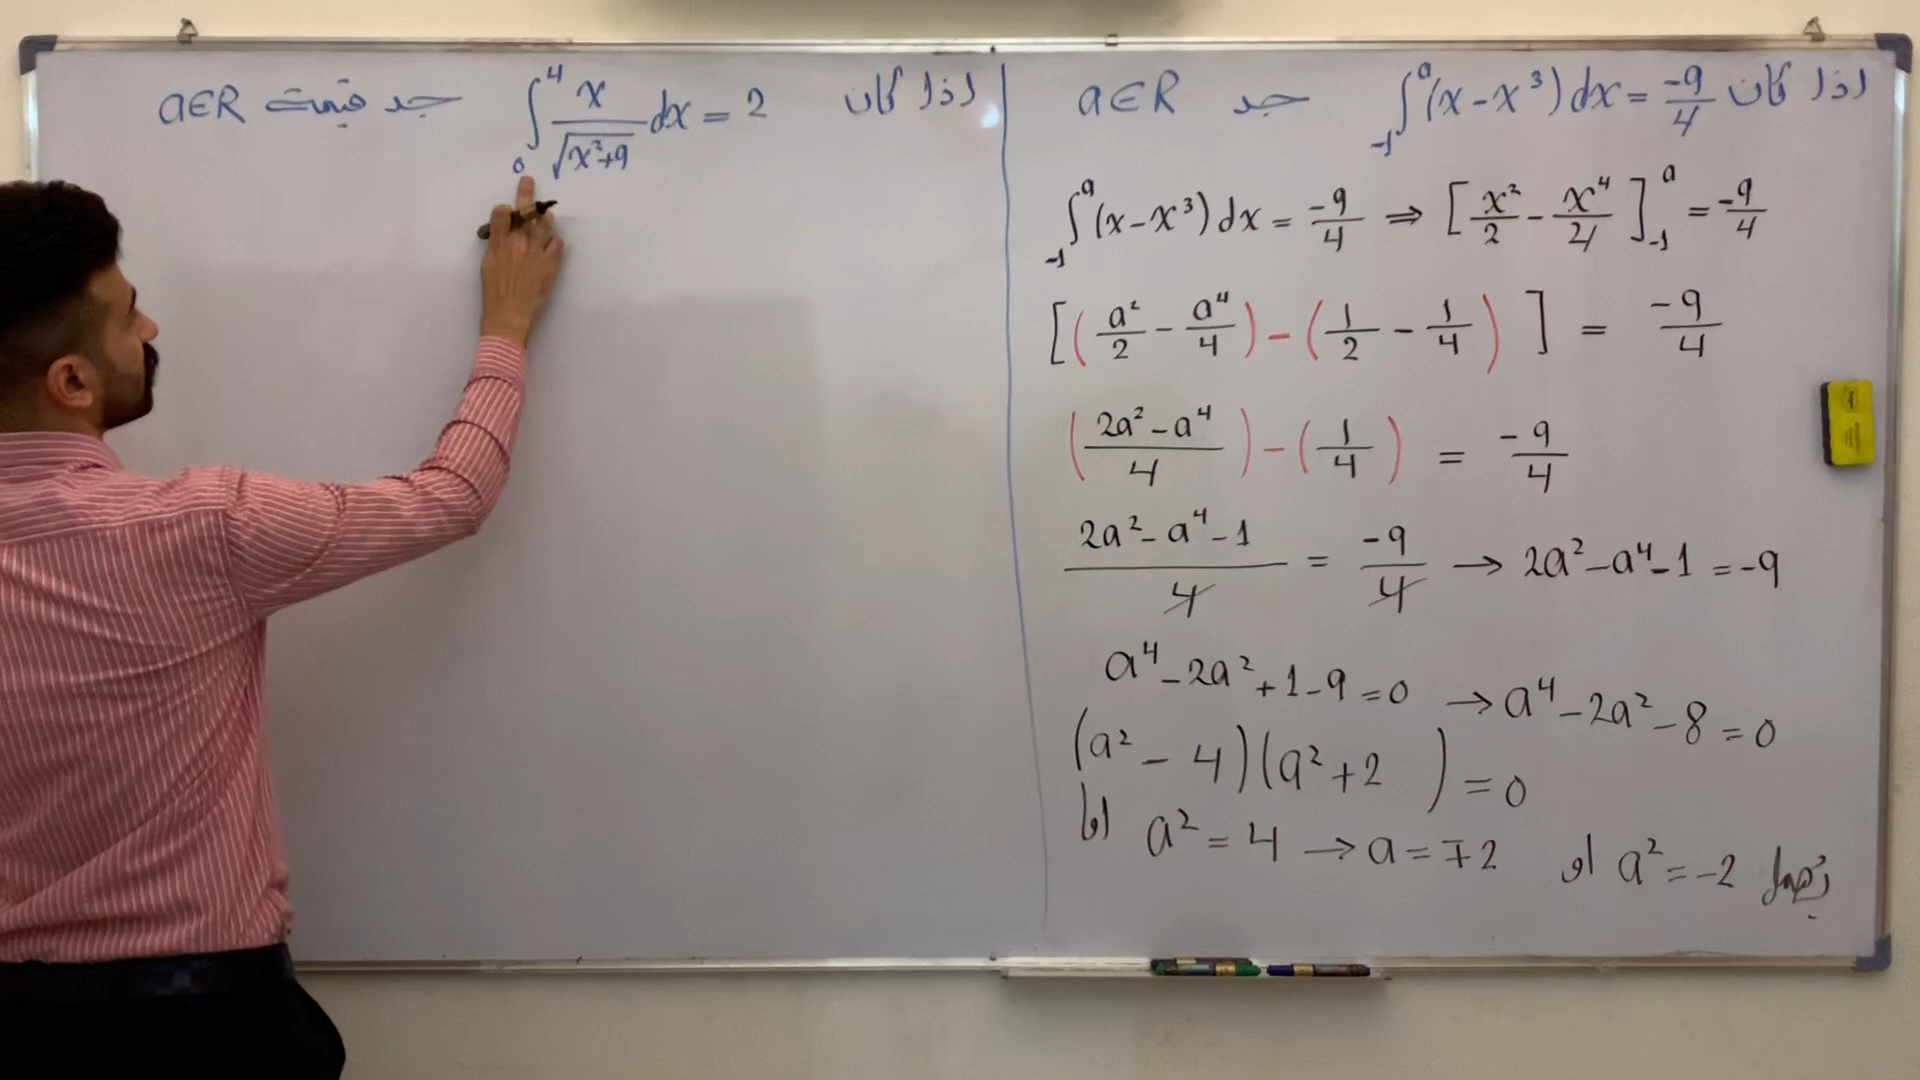 اذا كان ∫₋₁ᵃ (x-x³) dx = -9/4 جد a∈R
∫₋₁ᵃ (x-x³) dx = -9/4 ⇒ [x²/2 - x⁴/4]₋₁ᵃ = -9/4
[(a²/2 - a⁴/4) - (1/2 - 1/4)] = -9/4
((2a²-a⁴)/4) - (1/4) = -9/4
(2a²-a⁴-1)/4 = -9/4 → 2a²-a⁴-1 = -9
a⁴-2a²+1-9=0 → a⁴-2a²-8=0
(a²-4)(a²+2)=0
اما a²=4 → a=∓2 او a²=-2
اذا كان ∫₀⁴ x/√(x²+9) dx = 2 جد قيمت a∈R